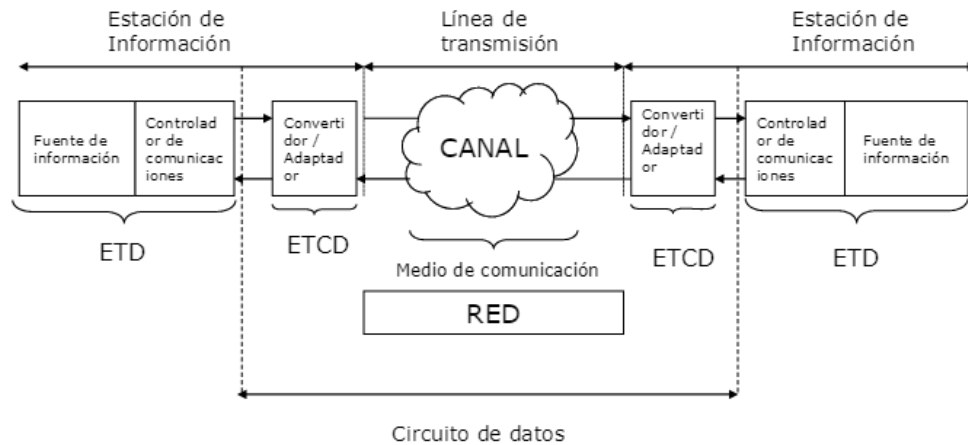 Estación de
Información
Línea de
transmisión
Estación de
Información
Fuente de
información
Controlad
or de
comunicac
iones
Converti
dor /
Adaptad
or
CANAL
Converti
dor /
Adaptad
or
Controlad
or de
comunicac
iones
Fuente de
información
ETD
ETCD
Medio de comunicación
ETCD
ETD
RED
Circuito de datos